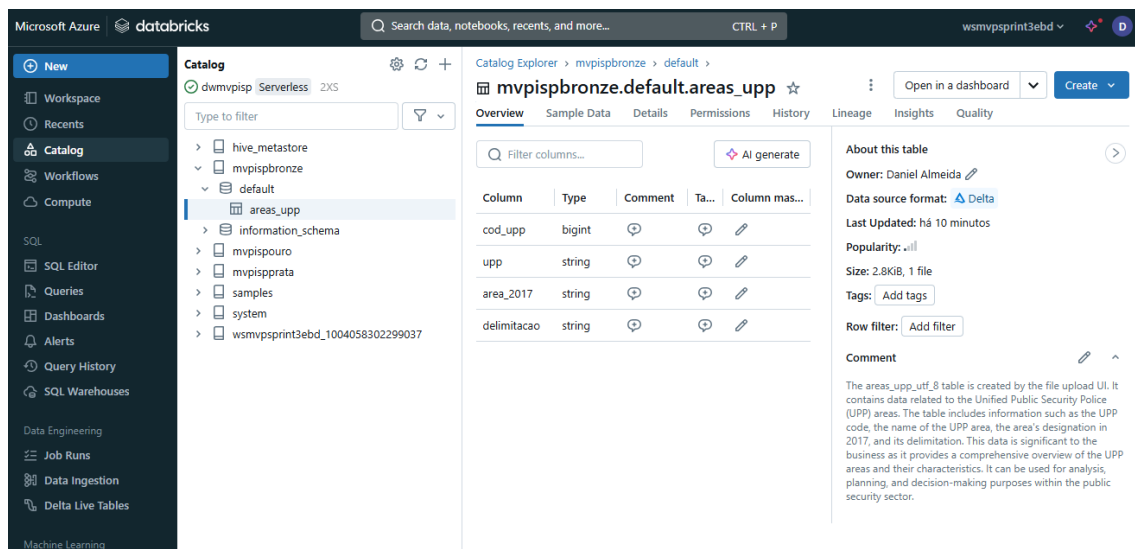 Microsoft Azure databricks Search data, notebooks, recents, and more... CTRL + P wsmvpsprint3ebd D
New
Workspace
Recents
Catalog
Workflows
Compute
SQL
SQL Editor
Queries
Dashboards
Alerts
Query History
SQL Warehouses
Data Engineering
Job Runs
Data Ingestion
Delta Live Tables
Machine Learning
Catalog
dwmvpisp Serverless 2XS
Type to filter
hive_metastore
mvpispbronze
default
areas_upp
information_schema
mvpispouro
mvpispprata
samples
system
wsmvpsprint3ebd_1004058302299037
Catalog Explorer > mvpispbronze > default >
mvpispbronze.default.areas_upp
Open in a dashboard
Create
Overview Sample Data Details Permissions History Lineage Insights Quality
Filter columns...
AI generate
Column Type Comment Ta... Column mas...
cod_upp bigint
upp string
area_2017 string
delimitacao string
About this table
Owner: Daniel Almeida
Data source format: Delta
Last Updated: há 10 minutos
Popularity:
Size: 2.8KiB, 1 file
Tags: Add tags
Row filter: Add filter
Comment
The areas_upp_utf_8 table is created by the file upload UI. It
contains data related to the Unified Public Security Police
(UPP) areas. The table includes information such as the UPP
code, the name of the UPP area, the area's designation in
2017, and its delimitation. This data is significant to the
business as it provides a comprehensive overview of the UPP
areas and their characteristics. It can be used for analysis,
planning, and decision-making purposes within the public
security sector.